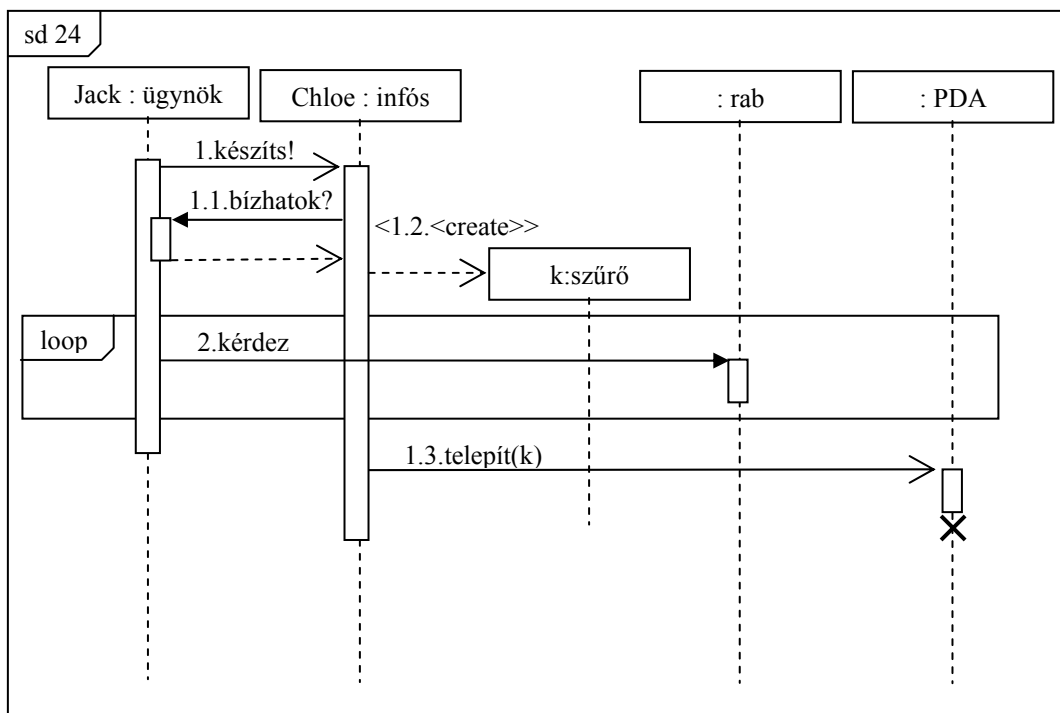 sd 24
Jack : ügynök
Chloe : infós
: rab
: PDA
1.készíts!
1.1.bízhatok?
<1.2.<create>>
k:szűrő
loop
2.kérdez
1.3.telepít(k)